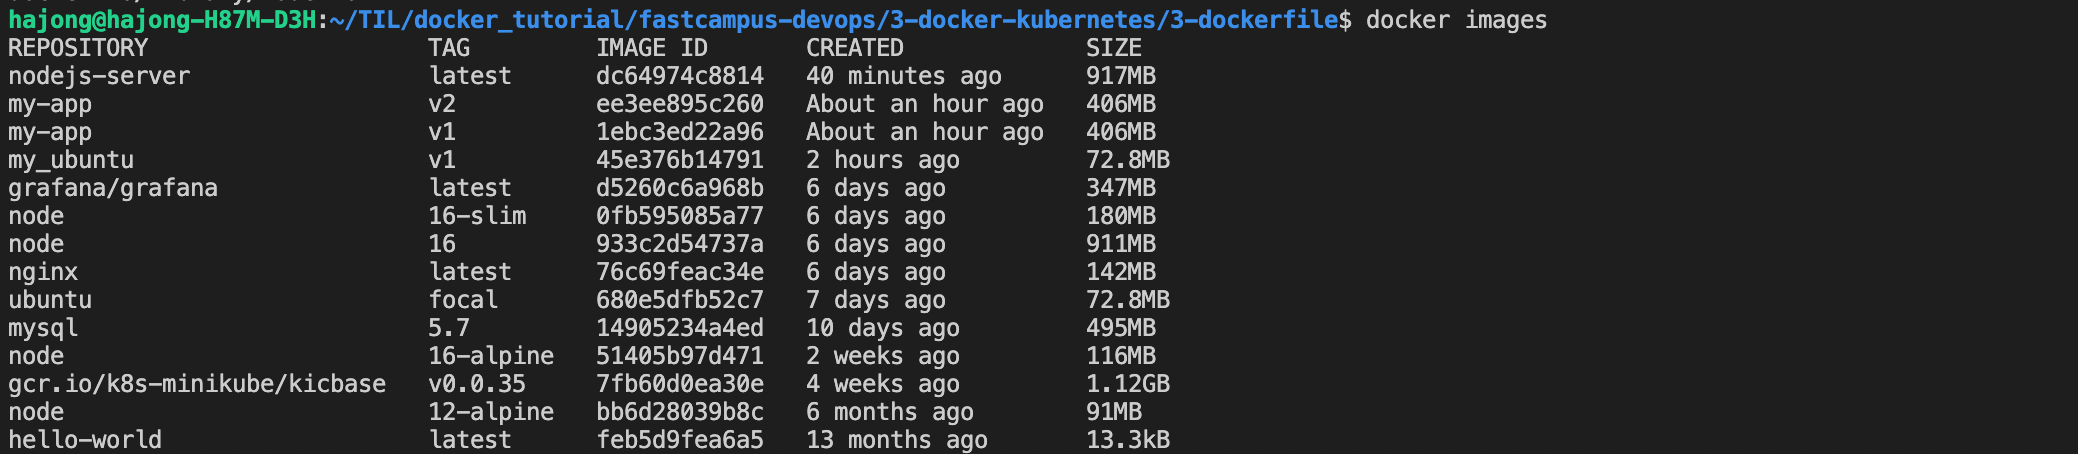 hajong@hajong-H87M-D3H:~/TIL/docker_tutorial/fastcampus-devops/3-docker-kubernetes/3-dockerfile$ docker images
REPOSITORY TAG IMAGE ID CREATED SIZE
nodejs-server latest dc64974c8814 40 minutes ago 917MB
my-app v2 ee3ee895c260 About an hour ago 406MB
my-app v1 1ebc3ed22a96 About an hour ago 406MB
my_ubuntu v1 45e376b14791 2 hours ago 72.8MB
grafana/grafana latest d5260c6a968b 6 days ago 347MB
node 16-slim 0fb595085a77 6 days ago 180MB
node 16 933c2d54737a 6 days ago 911MB
nginx latest 76c69feac34e 6 days ago 142MB
ubuntu focal 680e5dfb52c7 7 days ago 72.8MB
mysql 5.7 14905234a4ed 10 days ago 495MB
node 16-alpine 51405b97d471 2 weeks ago 116MB
gcr.io/k8s-minikube/kicbase v0.0.35 7fb60d0ea30e 4 weeks ago 1.12GB
node 12-alpine bb6d28039b8c 6 months ago 91MB
hello-world latest feb5d9fea6a5 13 months ago 13.3kB